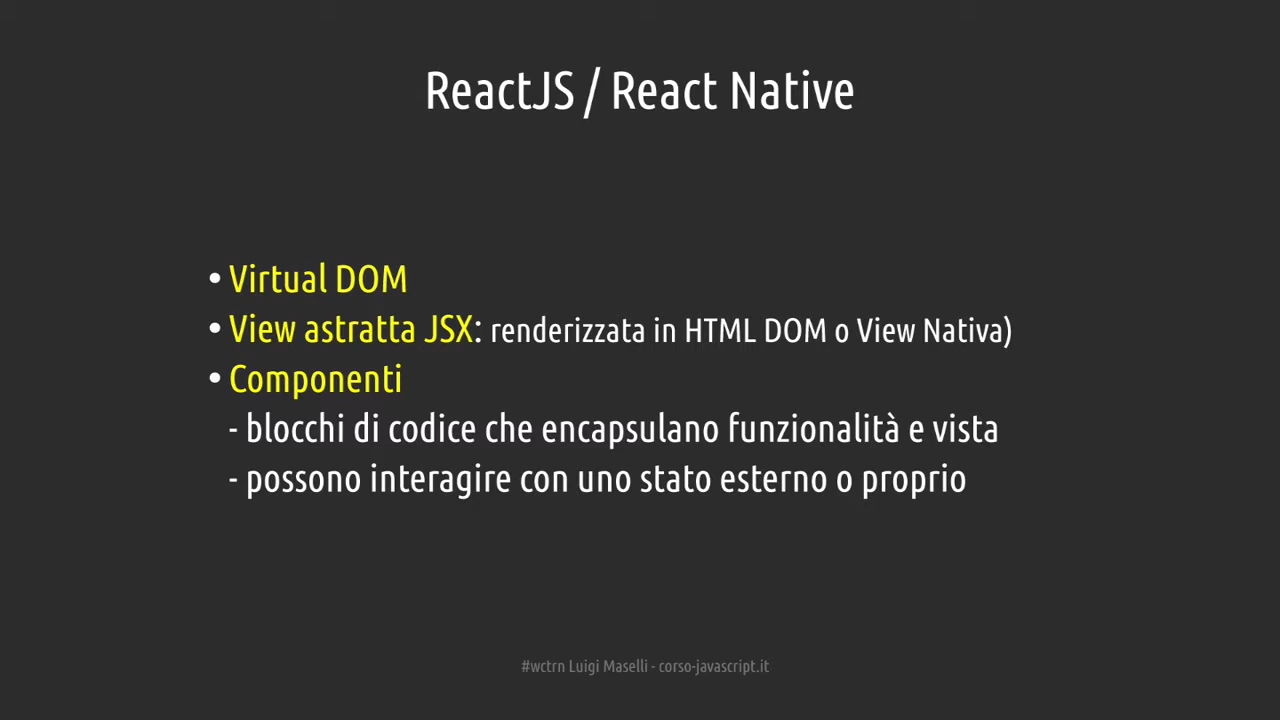 ReactJS / React Native
• Virtual DOM
• View astratta JSX: renderizzata in HTML DOM o View Nativa)
• Componenti
- blocchi di codice che encapsulano funzionalità e vista
- possono interagire con uno stato esterno o proprio
#wctrn Luigi Maselli - corso-javascript.it